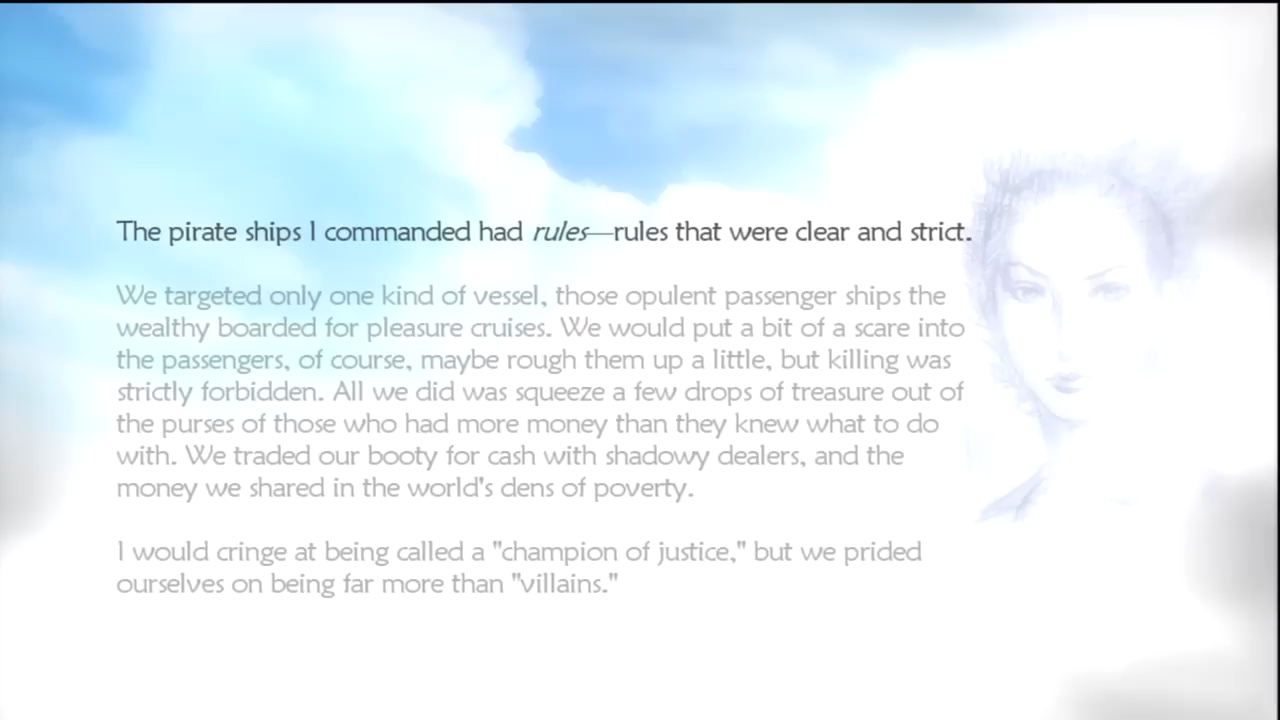 The pirate ships I commanded had rules—rules that were clear and strict.
We targeted only one kind of vessel, those opulent passenger ships the
wealthy boarded for pleasure cruises. We would put a bit of a scare into
the passengers, of course, maybe rough them up a little, but killing was
strictly forbidden. All we did was squeeze a few drops of treasure out of
the purses of those who had more money than they knew what to do
with. We traded our booty for cash with shadowy dealers, and the
money we shared in the world's dens of poverty.
I would cringe at being called a "champion of justice," but we prided
ourselves on being far more than "villains."